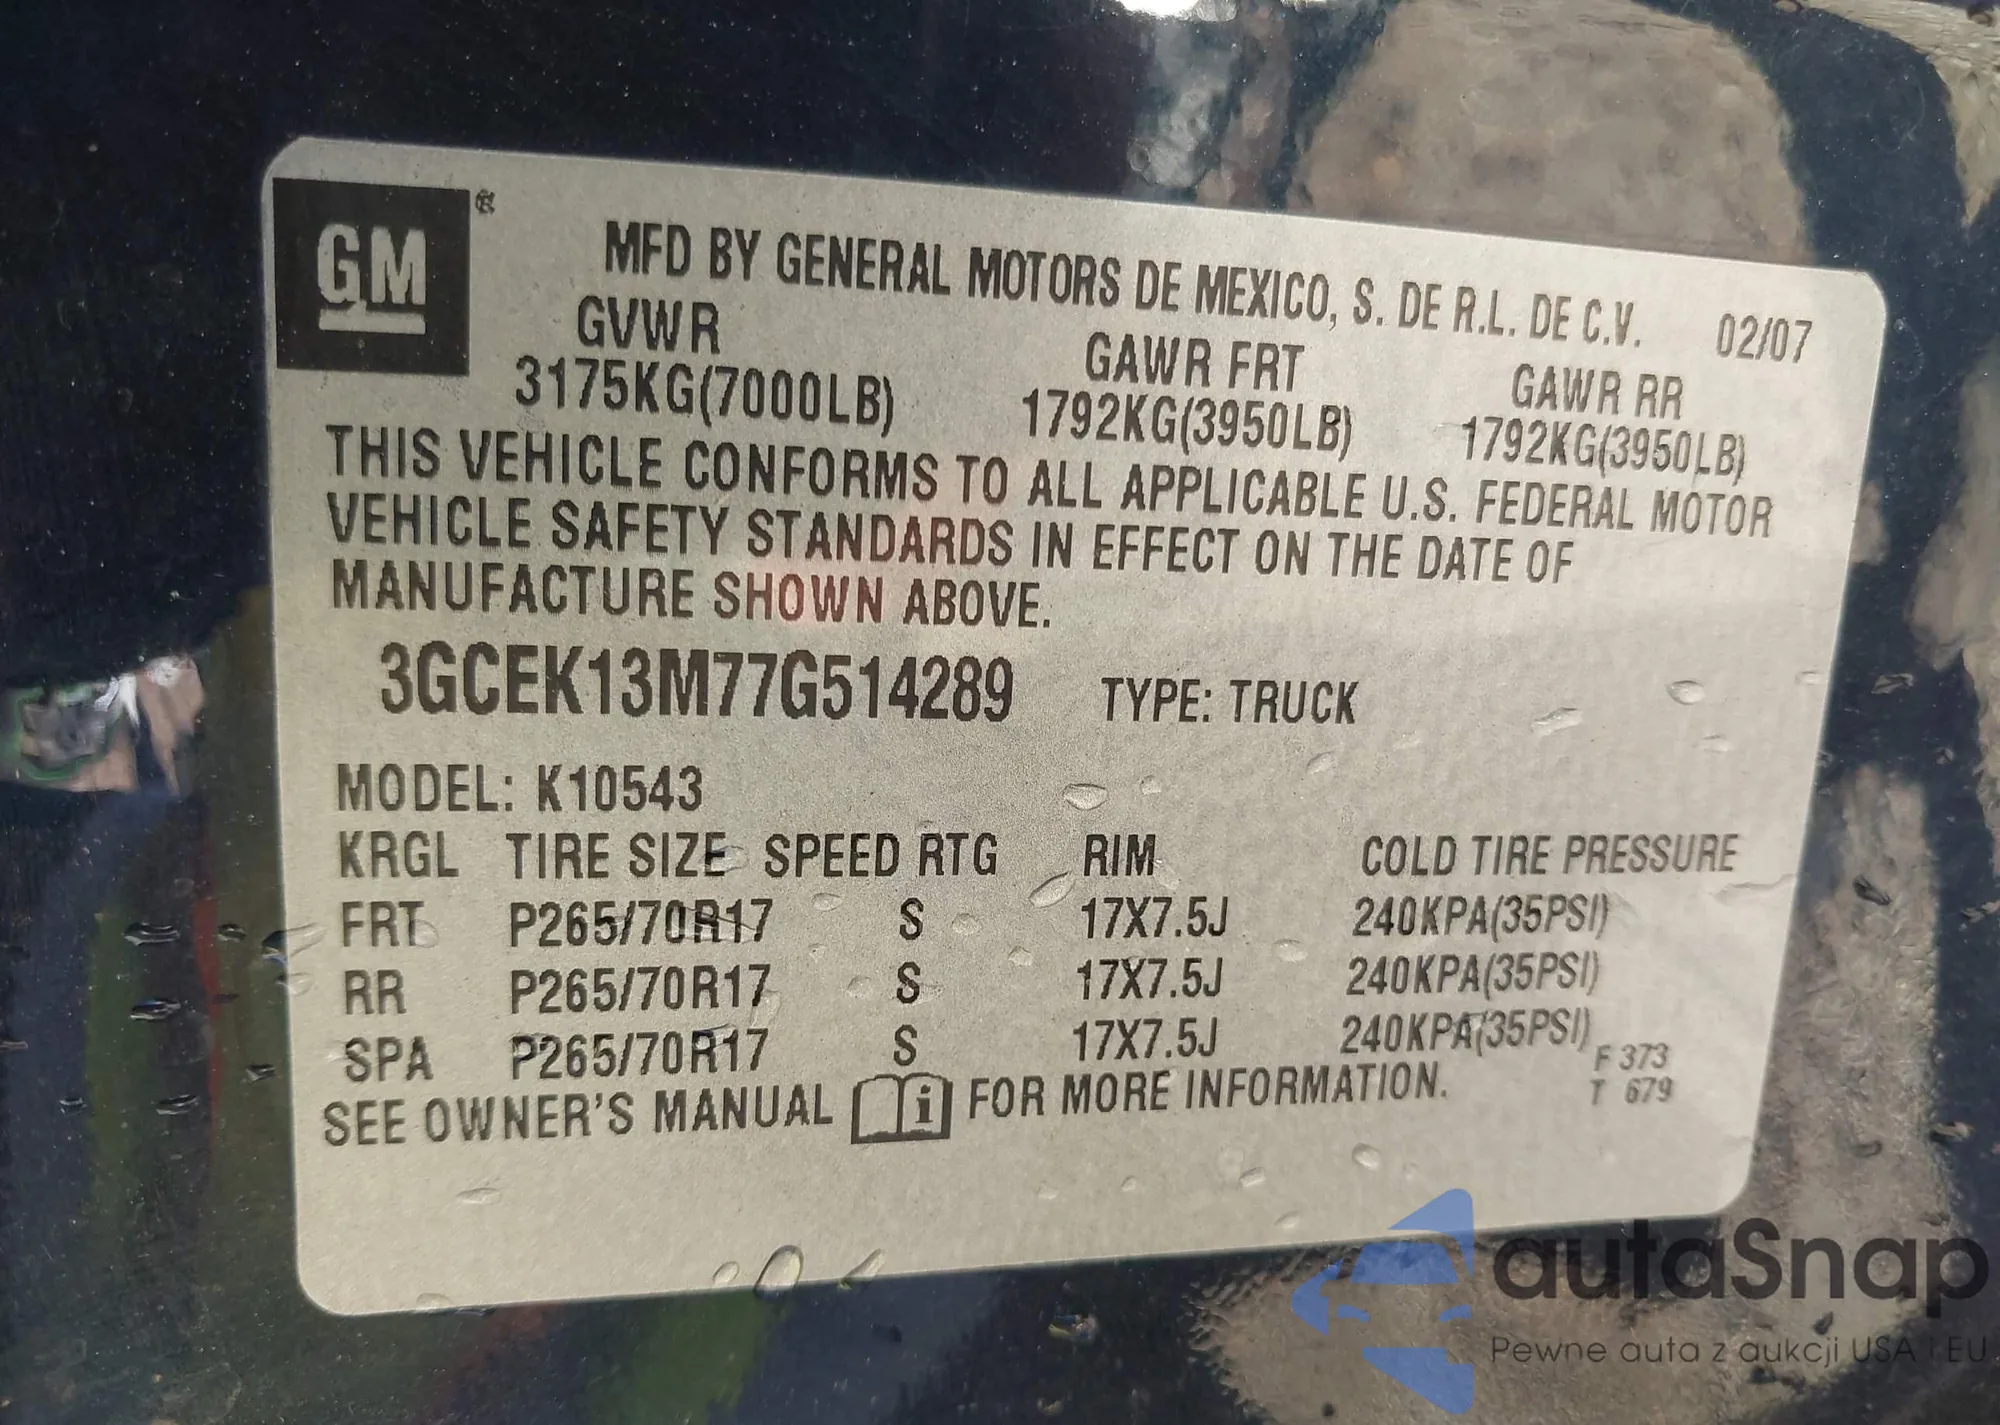 GM ®
MFD BY GENERAL MOTORS DE MEXICO, S. DE R.L. DE C.V. 02/07
GVWR GAWR FRT GAWR RR
3175KG(7000LB) 1792KG(3950LB) 1792KG(3950LB)
THIS VEHICLE CONFORMS TO ALL APPLICABLE U.S. FEDERAL MOTOR
VEHICLE SAFETY STANDARDS IN EFFECT ON THE DATE OF
MANUFACTURE SHOWN ABOVE.
3GCEK13M77G514289 TYPE: TRUCK
MODEL: K10543
KRGL TIRE SIZE SPEED RTG RIM COLD TIRE PRESSURE
FRT P265/70R17 S 17X7.5J 240KPA(35PSI)
RR P265/70R17 S 17X7.5J 240KPA(35PSI)
SPA P265/70R17 S 17X7.5J 240KPA(35PSI)
F 373
T 679
SEE OWNER'S MANUAL i FOR MORE INFORMATION.
autaSnap
Pewne auta z aukcji USA i EU